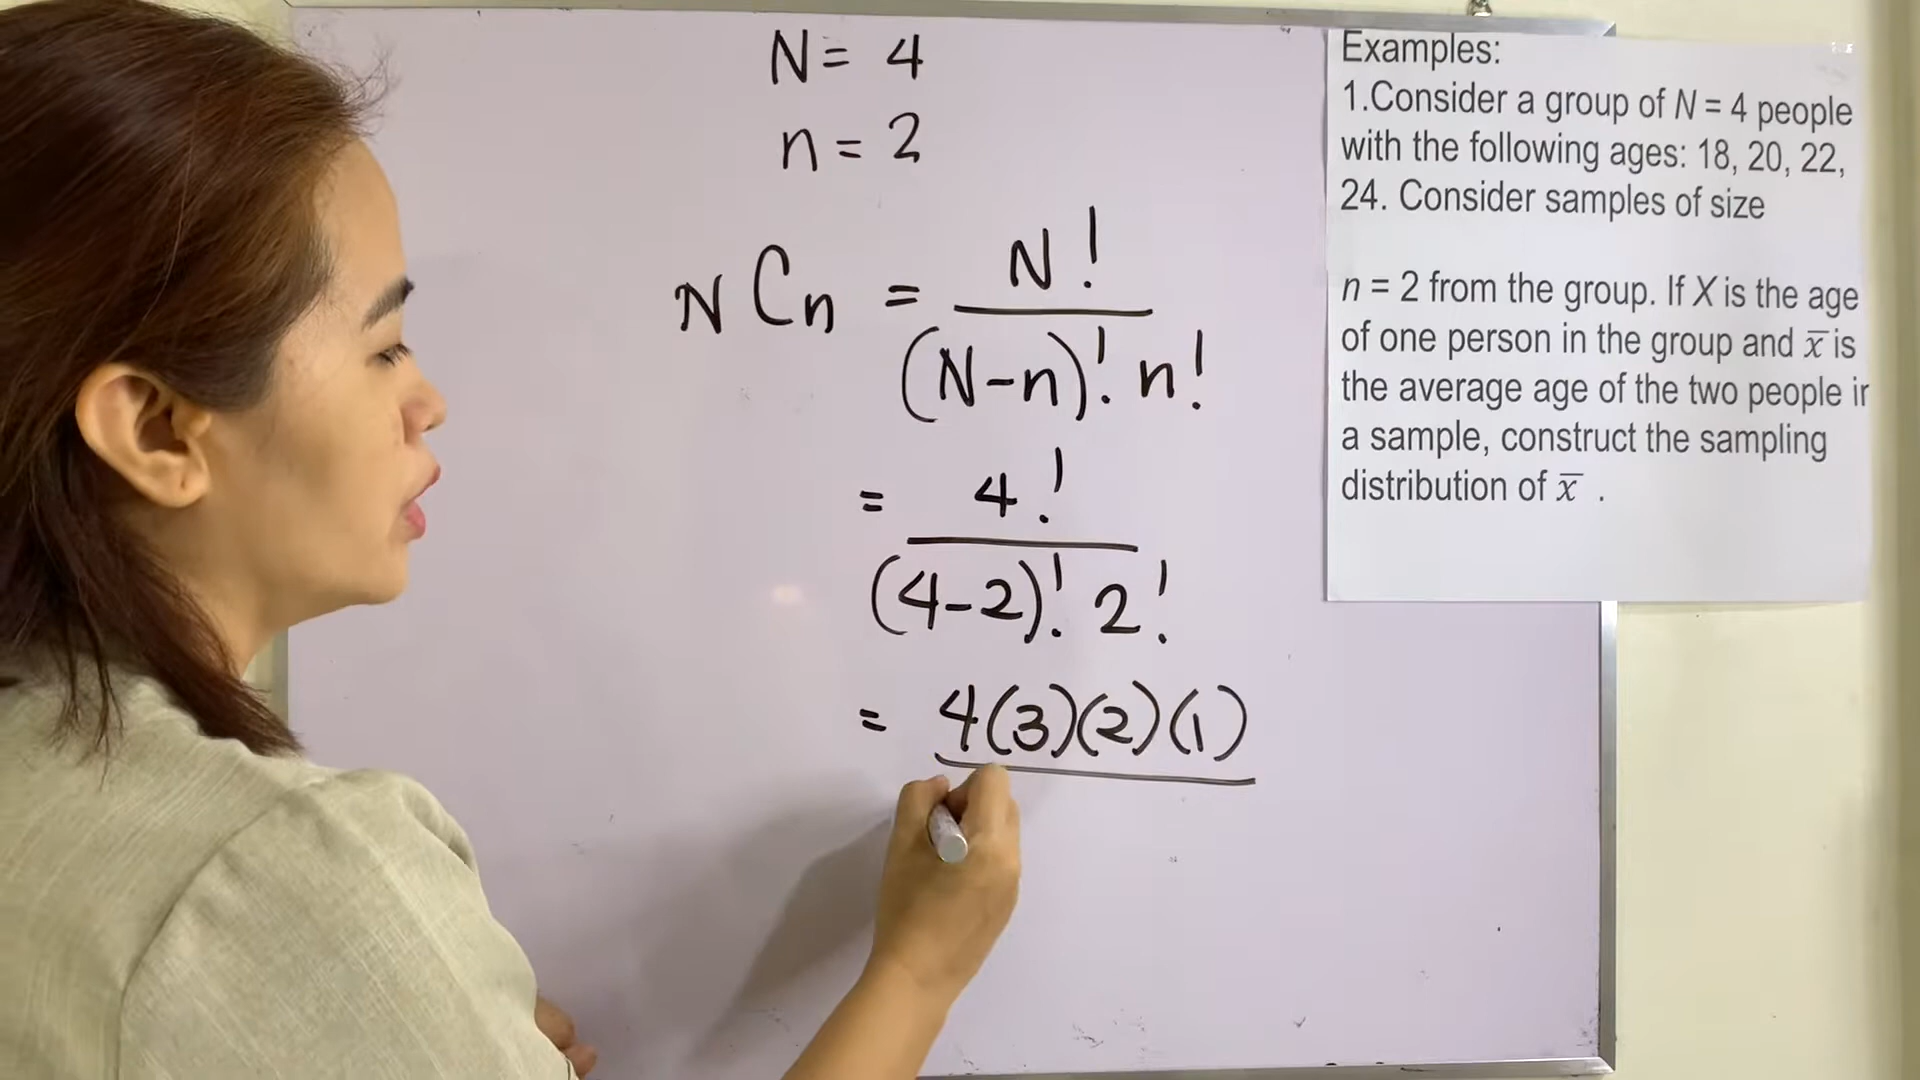 N = 4
n = 2
N C n = N! / (N-n)! n!
= 4! / (4-2)! 2!
= 4(3)(2)(1)
Examples:
1.Consider a group of N = 4 people
with the following ages: 18, 20, 22,
24. Consider samples of size
n = 2 from the group. If X is the age
of one person in the group and x̅ is
the average age of the two people in
a sample, construct the sampling
distribution of x̅ .